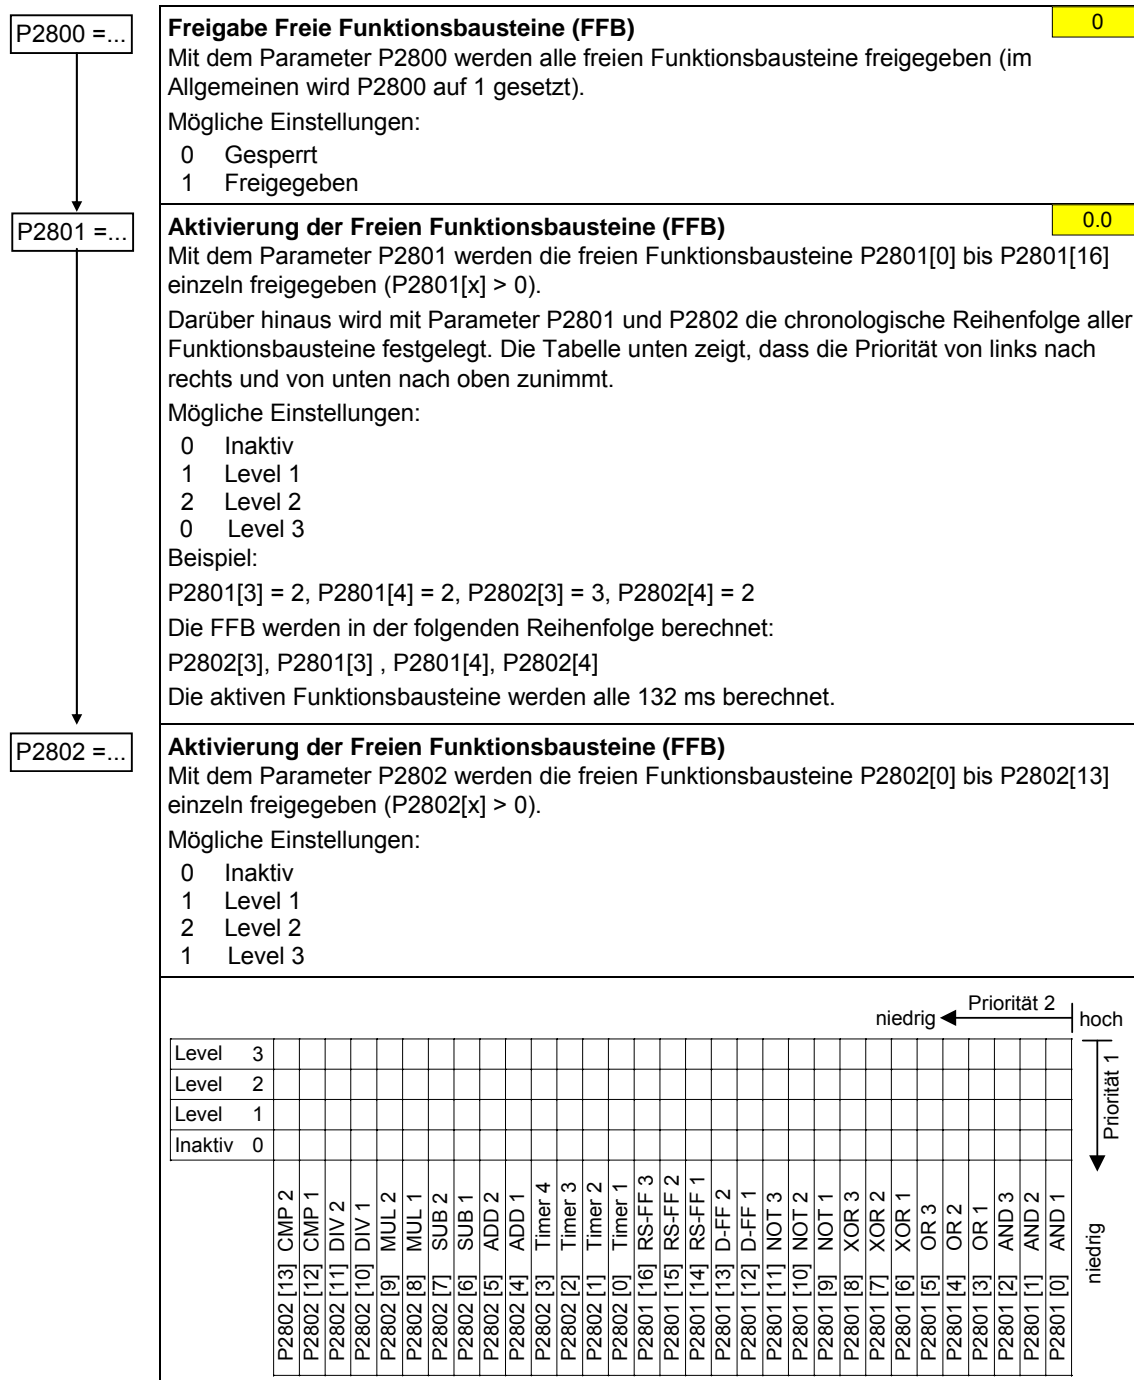 P2800 =...
Freigabe Freie Funktionsbausteine (FFB)
0
Mit dem Parameter P2800 werden alle freien Funktionsbausteine freigegeben (im
Allgemeinen wird P2800 auf 1 gesetzt).
Mögliche Einstellungen:
0 Gesperrt
1 Freigegeben
P2801 =...
Aktivierung der Freien Funktionsbausteine (FFB)
0.0
Mit dem Parameter P2801 werden die freien Funktionsbausteine P2801[0] bis P2801[16]
einzeln freigegeben (P2801[x] > 0).
Darüber hinaus wird mit Parameter P2801 und P2802 die chronologische Reihenfolge aller
Funktionsbausteine festgelegt. Die Tabelle unten zeigt, dass die Priorität von links nach
rechts und von unten nach oben zunimmt.
Mögliche Einstellungen:
0 Inaktiv
1 Level 1
2 Level 2
0 Level 3
Beispiel:
P2801[3] = 2, P2801[4] = 2, P2802[3] = 3, P2802[4] = 2
Die FFB werden in der folgenden Reihenfolge berechnet:
P2802[3], P2801[3] , P2801[4], P2802[4]
Die aktiven Funktionsbausteine werden alle 132 ms berechnet.
P2802 =...
Aktivierung der Freien Funktionsbausteine (FFB)
Mit dem Parameter P2802 werden die freien Funktionsbausteine P2802[0] bis P2802[13]
einzeln freigegeben (P2802[x] > 0).
Mögliche Einstellungen:
0 Inaktiv
1 Level 1
2 Level 2
1 Level 3
niedrig Priorität 2 hoch
Level 3
Level 2
Level 1
Inaktiv 0
Priorität 1
niedrig
P2802 [13] CMP 2
P2802 [12] CMP 1
P2802 [11] DIV 2
P2802 [10] DIV 1
P2802 [9] MUL 2
P2802 [8] MUL 1
P2802 [7] SUB 2
P2802 [6] SUB 1
P2802 [5] ADD 2
P2802 [4] ADD 1
P2802 [3] Timer 4
P2802 [2] Timer 3
P2802 [1] Timer 2
P2802 [0] Timer 1
P2801 [16] RS-FF 3
P2801 [15] RS-FF 2
P2801 [14] RS-FF 1
P2801 [13] D-FF 2
P2801 [12] D-FF 1
P2801 [11] NOT 3
P2801 [10] NOT 2
P2801 [9] NOT 1
P2801 [8] XOR 3
P2801 [7] XOR 2
P2801 [6] XOR 1
P2801 [5] OR 3
P2801 [4] OR 2
P2801 [3] OR 1
P2801 [2] AND 3
P2801 [1] AND 2
P2801 [0] AND 1